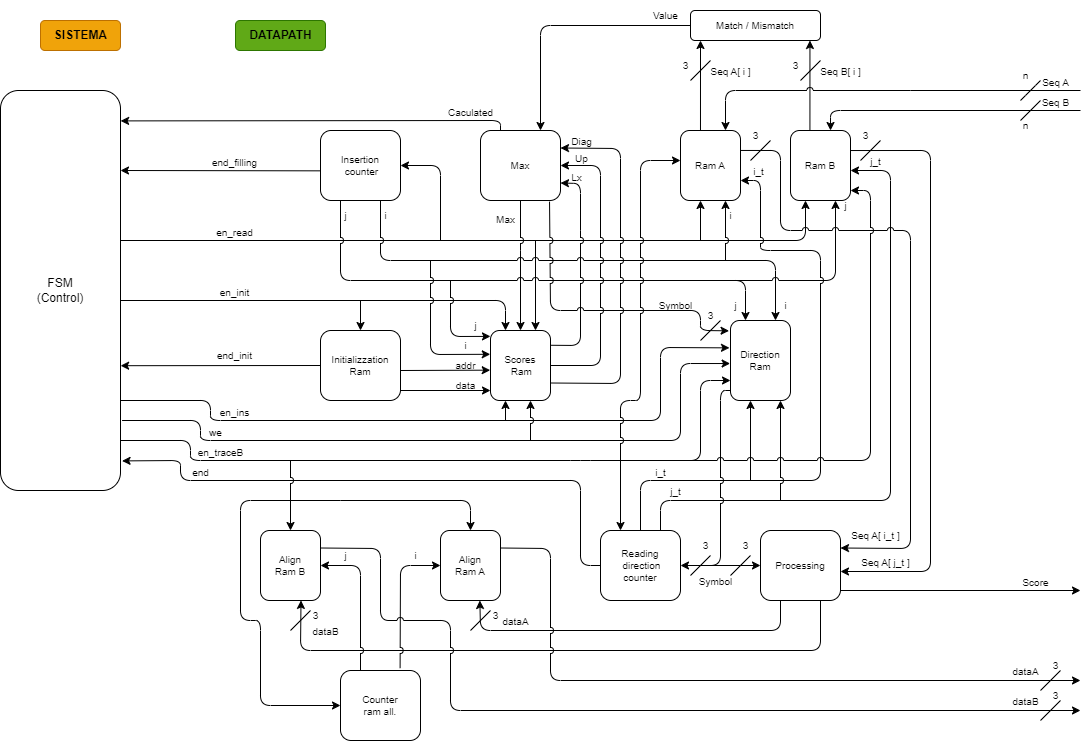 SISTEMA
DATAPATH
Value
Match / Mismatch
3
Seq A[ i ]
3
Seq B[ i ]
n
Seq A
Seq B
n
Caculated
end_filling
Insertion
counter
Max
Diag
Up
Lx
Ram A
3
i_t
Ram B
3
j_t
j
i
Max
i
j
en_read
FSM
(Control)
en_init
Symbol
3
j
i
end_init
Initializzation
Ram
j
i
addr
data
Scores
Ram
Direction
Ram
en_ins
we
en_traceB
end
i_t
j_t
Align
Ram B
j
i
Align
Ram A
Reading
direction
counter
3
3
Symbol
Processing
Seq A[ i_t ]
Seq A[ j_t ]
Score
3
dataB
3
dataA
Counter
ram all.
dataA
3
dataB
3